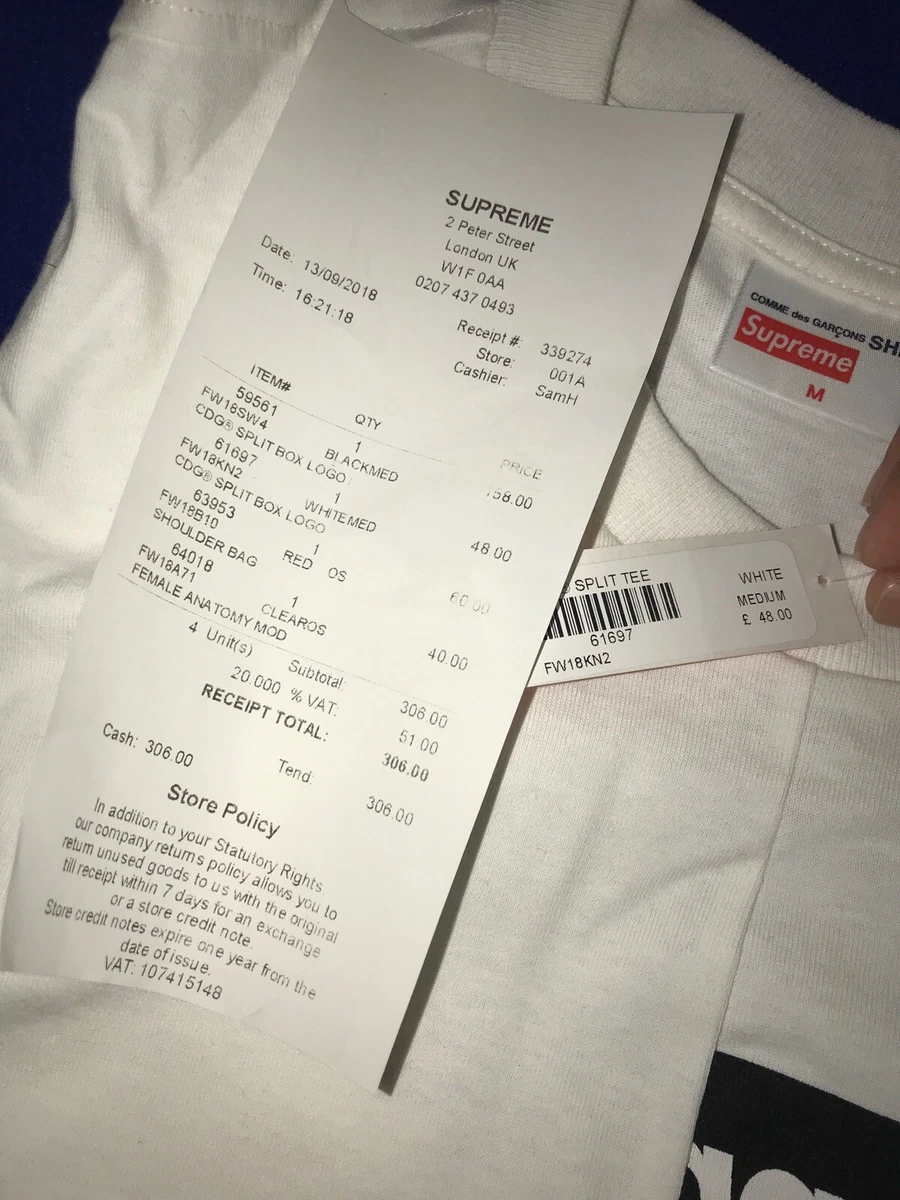 SUPREME
2 Peter Street
London UK
W1F 0AA
0207 437 0493
Date: 13/09/2018
Time: 16:21:18
Receipt #: 339274
Store: 001A
Cashier: SamH
ITEM# QTY PRICE
59561 1 158.00
FW18SW4 BLACKMED
CDG® SPLIT BOX LOGO
61697 1 48.00
FW18KN2 WHITEMED
CDG® SPLIT BOX LOGO
63953 1 60.00
FW18B10 RED OS
SHOULDER BAG
64018 1 40.00
FW18A71 CLEAROS
FEMALE ANATOMY MOD
4 Unit(s) Subtotal: 306.00
20.000 % VAT: 51.00
RECEIPT TOTAL: 306.00
Cash: 306.00 Tend: 306.00
Store Policy
In addition to your Statutory Rights
our company returns policy allows you to
return unused goods to us with the original
till receipt within 7 days for an exchange
or a store credit note.
Store credit notes expire one year from the
date of issue.
VAT: 107415148
COMME des GARÇONS
Supreme
M
SPLIT TEE
WHITE
MEDIUM
£ 48.00
61697
FW18KN2